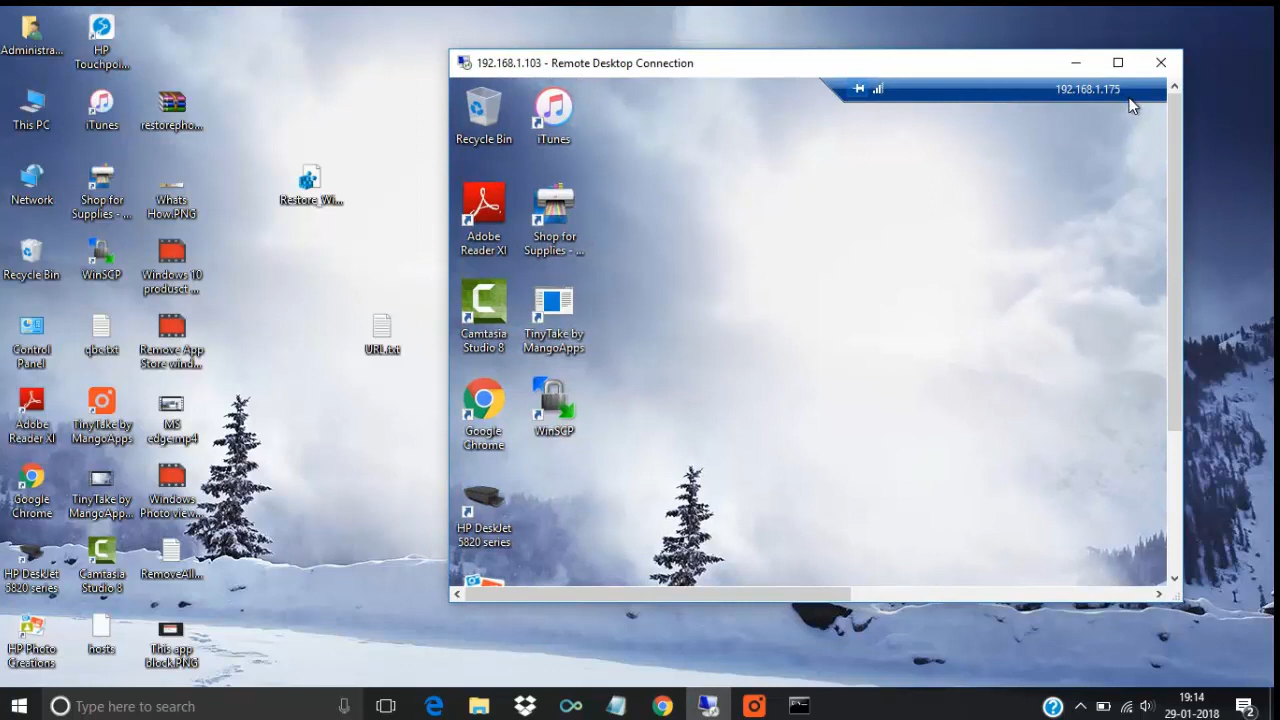 Administra...
HP
Touchpoi...
This PC
iTunes
restorepho...
Network
Shop for
Supplies - ...
Whats
How.PNG
Restore_Wi...
Recycle Bin
WinSCP
Windows 10
produsct ...
Control
Panel
qbc.txt
Remove App
Store wind...
URL.txt
Adobe
Reader XI
TinyTake by
MangoApps
MS
edge.mp4
Google
Chrome
TinyTake by
MangoApp...
Windows
Photo view...
HP DeskJet
5820 series
Camtasia
Studio 8
RemoveAll...
HP Photo
Creations
hosts
This app
block.PNG
192.168.1.103 - Remote Desktop Connection
192.168.1.175
Recycle Bin
iTunes
Adobe
Reader XI
Shop for
Supplies - ...
Camtasia
Studio 8
TinyTake by
MangoApps
Google
Chrome
WinSCP
HP DeskJet
5820 series
Type here to search
19:14
29-01-2018
2